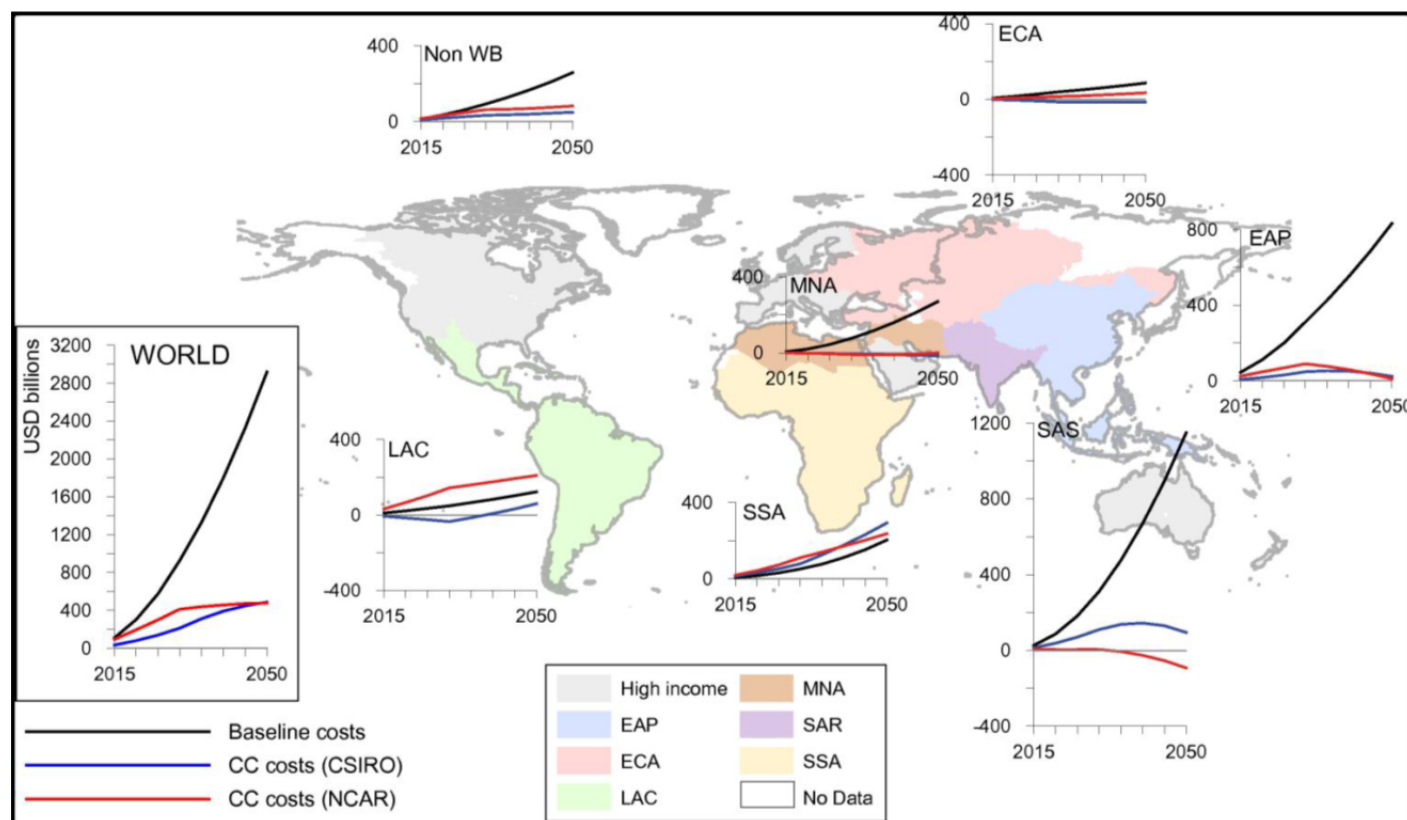 Non WB
400
0
2015 2050
ECA
400
0
-400
2015 2050
EAP
800
400
0
2015 2050
MNA
400
0
2015 2050
WORLD
USD billions
3200
2800
2400
2000
1600
1200
800
400
0
2015 2050
LAC
400
0
-400
2015 2050
SSA
400
0
2015 2050
SAS
1200
800
400
0
-400
2015 2050
Baseline costs
CC costs (CSIRO)
CC costs (NCAR)
High income
EAP
ECA
LAC
MNA
SAR
SSA
No Data